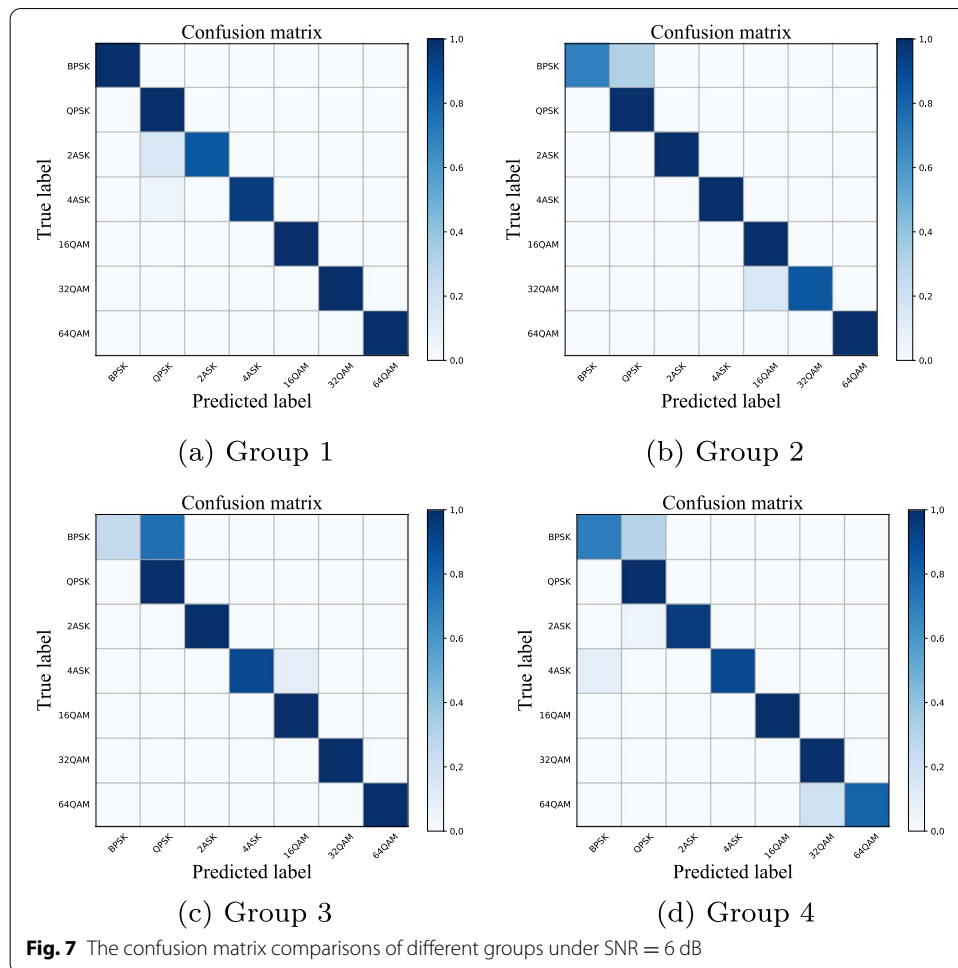 Confusion matrix
1.0
BPSK
QPSK
0.8
2ASK
0.6
True label
4ASK
0.4
16QAM
32QAM
0.2
64QAM
0.0
BPSK QPSK 2ASK 4ASK 16QAM 32QAM 64QAM
Predicted label
(a) Group 1
Confusion matrix
1.0
BPSK
QPSK
0.8
2ASK
0.6
True label
4ASK
0.4
16QAM
32QAM
0.2
64QAM
0.0
BPSK QPSK 2ASK 4ASK 16QAM 32QAM 64QAM
Predicted label
(b) Group 2
Confusion matrix
1,0
BPSK
QPSK
0,8
2ASK
0,6
True label
4ASK
0,4
16QAM
32QAM
0,2
64QAM
0,0
BPSK QPSK 2ASK 4ASK 16QAM 32QAM 64QAM
Predicted label
(c) Group 3
Confusion matrix
1,0
BPSK
QPSK
0,8
2ASK
0,6
True label
4ASK
0,4
16QAM
32QAM
0,2
64QAM
0,0
BPSK QPSK 2ASK 4ASK 16QAM 32QAM 64QAM
Predicted label
(d) Group 4
Fig. 7 The confusion matrix comparisons of different groups under SNR = 6 dB